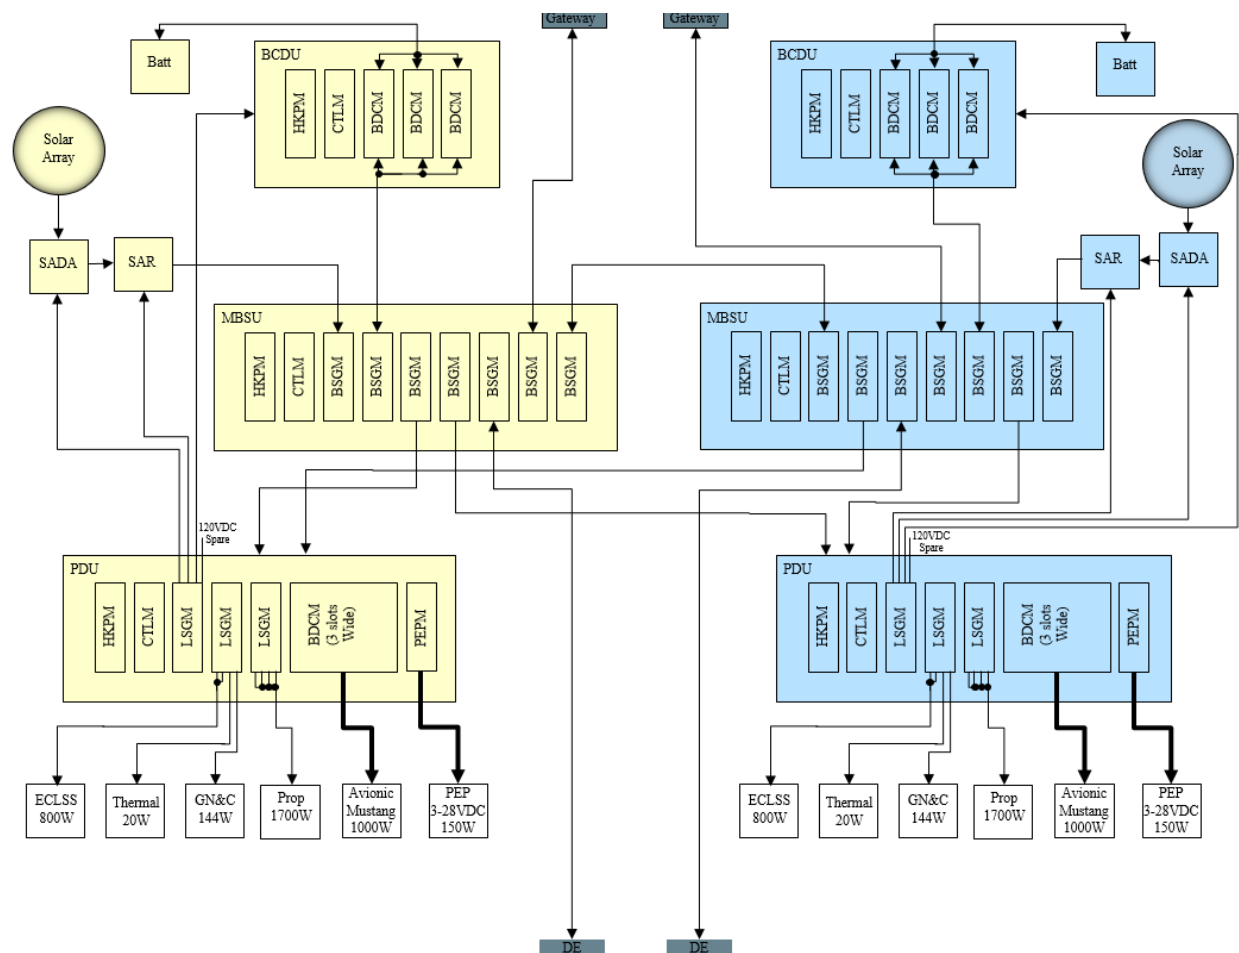 Gateway
Gateway
Batt
BCDU
HKPM
CTLM
BDCM
BDCM
BDCM
BCDU
HKPM
CTLM
BDCM
BDCM
BDCM
Batt
Solar
Array
Solar
Array
SADA
SAR
SAR
SADA
MBSU
HKPM
CTLM
BSGM
BSGM
BSGM
BSGM
BSGM
BSGM
BSGM
MBSU
HKPM
CTLM
BSGM
BSGM
BSGM
BSGM
BSGM
BSGM
BSGM
120VDC
Spare
120VDC
Spare
PDU
HKPM
CTLM
LSGM
LSGM
LSGM
BDCM
(3 slots
Wide)
PEPM
PDU
HKPM
CTLM
LSGM
LSGM
LSGM
BDCM
(3 slots
Wide)
PEPM
ECLSS
800W
Thermal
20W
GN&C
144W
Prop
1700W
Avionic
Mustang
1000W
PEP
3-28VDC
150W
ECLSS
800W
Thermal
20W
GN&C
144W
Prop
1700W
Avionic
Mustang
1000W
PEP
3-28VDC
150W
DE
DE